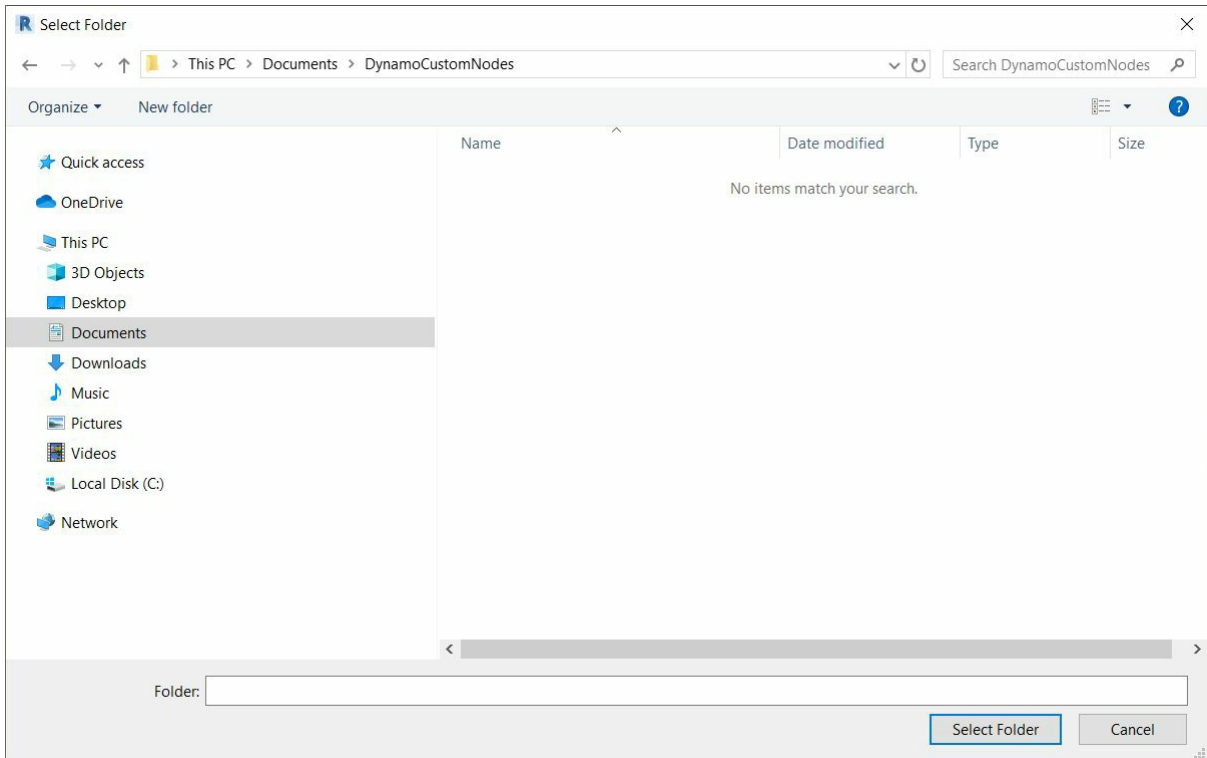 R Select Folder
This PC > Documents > DynamoCustomNodes
Search DynamoCustomNodes
Organize
New folder
?
Name
Date modified
Type
Size
No items match your search.
Quick access
OneDrive
This PC
3D Objects
Desktop
Documents
Downloads
Music
Pictures
Videos
Local Disk (C:)
Network
Folder:
Select Folder
Cancel